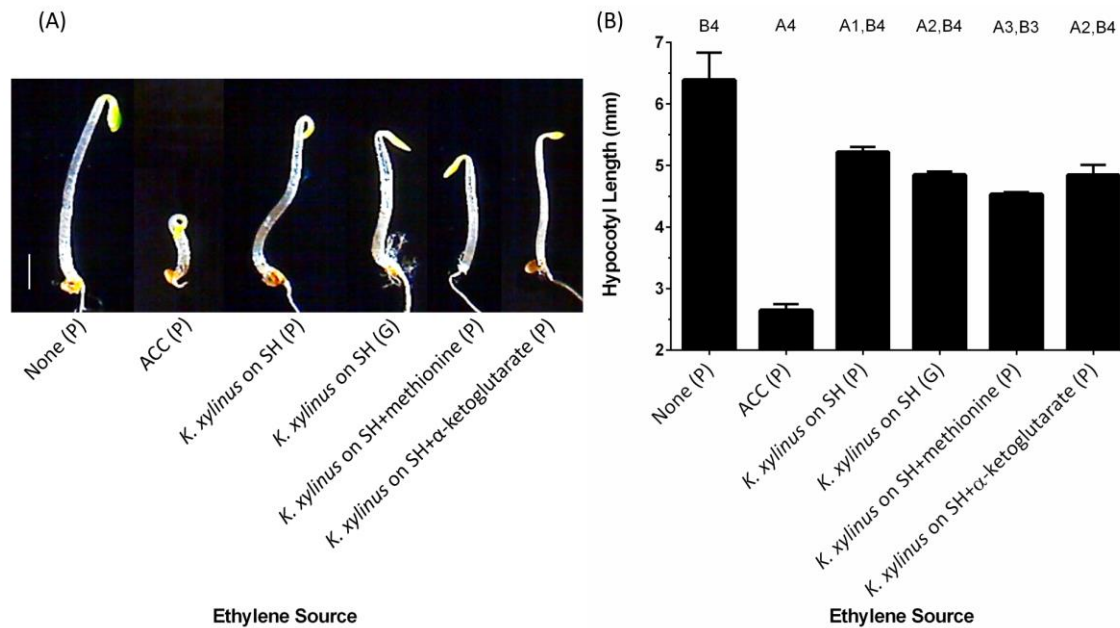 (A)
None (P)
ACC (P)
K. xylinus on SH (P)
K. xylinus on SH (G)
K. xylinus on SH+methionine (P)
K. xylinus on SH+α-ketoglutarate (P)
Ethylene Source
(B)
B4 A4 A1,B4 A2,B4 A3,B3 A2,B4
Hypocotyl Length (mm)
7
6
5
4
3
2
None (P)
ACC (P)
K. xylinus on SH (P)
K. xylinus on SH (G)
K. xylinus on SH+methionine (P)
K. xylinus on SH+α-ketoglutarate (P)
Ethylene Source